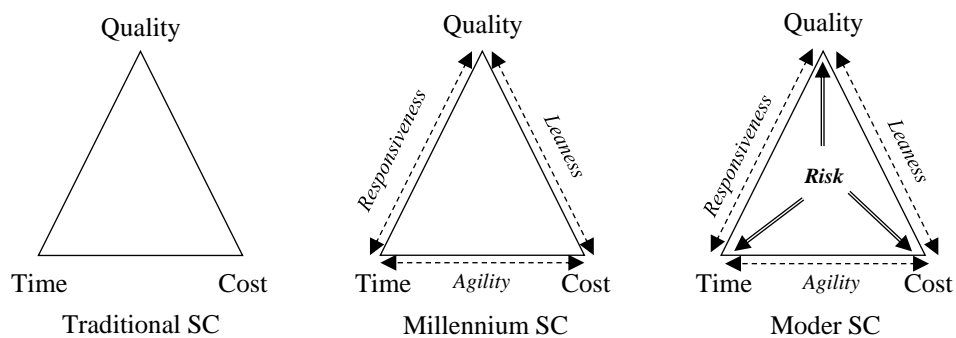 Quality
Responsiveness
Leaness
Time
Agility
Cost
Traditional SC
Quality
Time
Cost
Millennium SC
Quality
Responsiveness
Leaness
Risk
Time
Agility
Cost
Moder SC